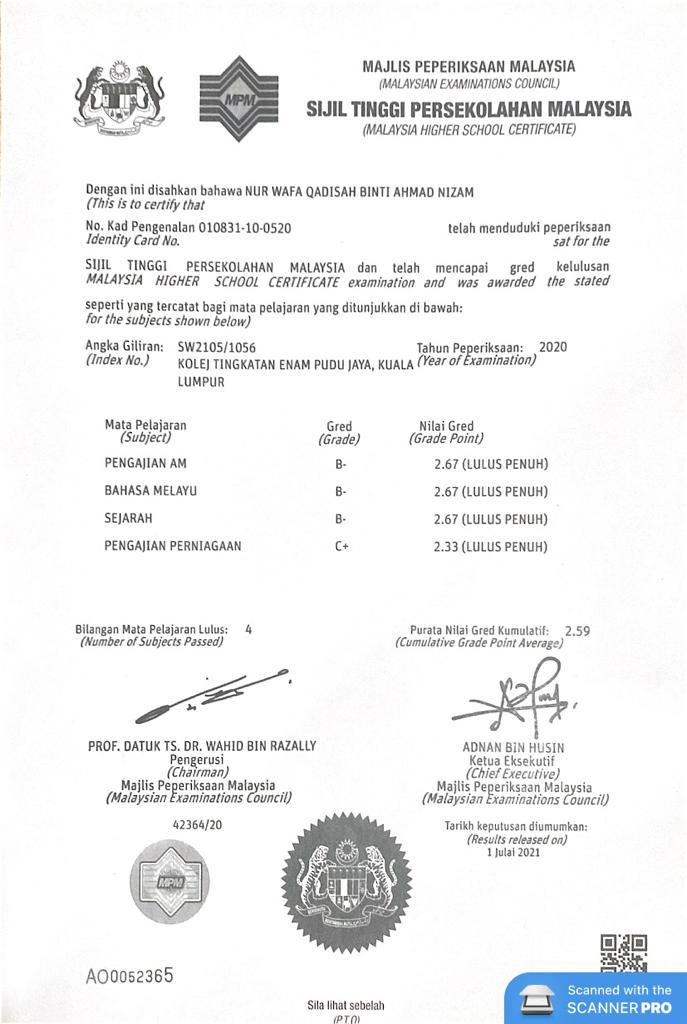 MAJLIS PEPERIKSAAN MALAYSIA
(MALAYSIAN EXAMINATIONS COUNCIL)
SIJIL TINGGI PERSEKOLAHAN MALAYSIA
(MALAYSIA HIGHER SCHOOL CERTIFICATE)
MPM
Dengan ini disahkan bahawa NUR WAFA QADISAH BINTI AHMAD NIZAM
(This is to certify that
No. Kad Pengenalan 010831-10-0520 telah menduduki peperiksaan
Identity Card No. sat for the
SIJIL TINGGI PERSEKOLAHAN MALAYSIA dan telah mencapai gred kelulusan
MALAYSIA HIGHER SCHOOL CERTIFICATE examination and was awarded the stated
seperti yang tercatat bagi mata pelajaran yang ditunjukkan di bawah:
for the subjects shown below)
Angka Giliran: SW2105/1056 Tahun Peperiksaan: 2020
(Index No.) KOLEJ TINGKATAN ENAM PUDU JAYA, KUALA (Year of Examination)
LUMPUR
Mata Pelajaran Gred Nilai Gred
(Subject) (Grade) (Grade Point)
PENGAJIAN AM B- 2.67 (LULUS PENUH)
BAHASA MELAYU B- 2.67 (LULUS PENUH)
SEJARAH B- 2.67 (LULUS PENUH)
PENGAJIAN PERNIAGAAN C+ 2.33 (LULUS PENUH)
Bilangan Mata Pelajaran Lulus: 4 Purata Nilai Gred Kumulatif: 2.59
(Number of Subjects Passed) (Cumulative Grade Point Average)
PROF. DATUK TS. DR. WAHID BIN RAZALLY
Pengerusi
(Chairman)
Majlis Peperiksaan Malaysia
(Malaysian Examinations Council)
42364/20
ADNAN BIN HUSIN
Ketua Eksekutif
(Chief Executive)
Majlis Peperiksaan Malaysia
(Malaysian Examinations Council)
Tarikh keputusan diumumkan:
(Results released on)
1 Julai 2021
MPM
AO0052365
Sila lihat sebelah
(P.T.O)
Scanned with the
SCANNER PRO